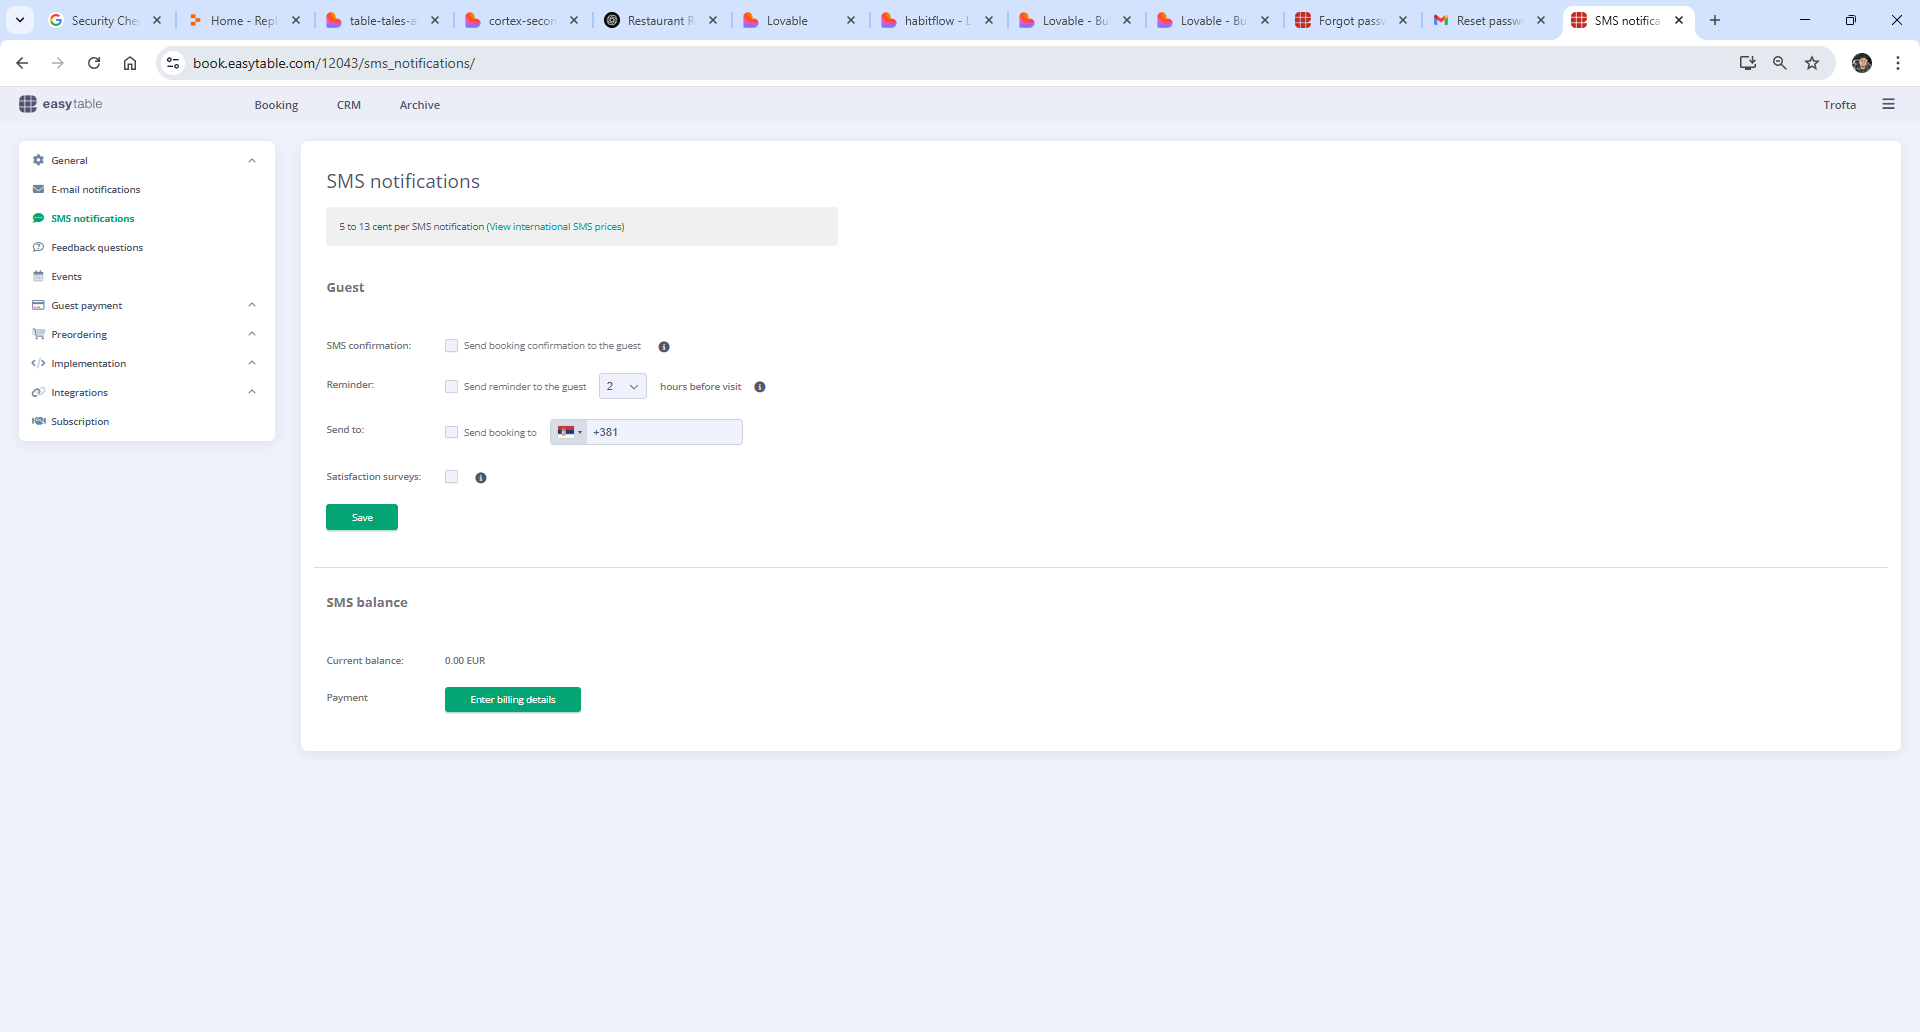 Security Che
Home - Repl
table-tales-a
cortex-secon
Restaurant R
Lovable
habitflow - L
Lovable - Bu
Lovable - Bu
Forgot passw
Reset passw
SMS notifica
book.easytable.com/12043/sms_notifications/
easytable
Booking
CRM
Archive
Trofta
General
E-mail notifications
SMS notifications
Feedback questions
Events
Guest payment
Preordering
Implementation
Integrations
Subscription
SMS notifications
5 to 13 cent per SMS notification (View international SMS prices)
Guest
SMS confirmation: Send booking confirmation to the guest
Reminder: Send reminder to the guest 2 hours before visit
Send to: Send booking to +381
Satisfaction surveys:
Save
SMS balance
Current balance: 0.00 EUR
Payment Enter billing details